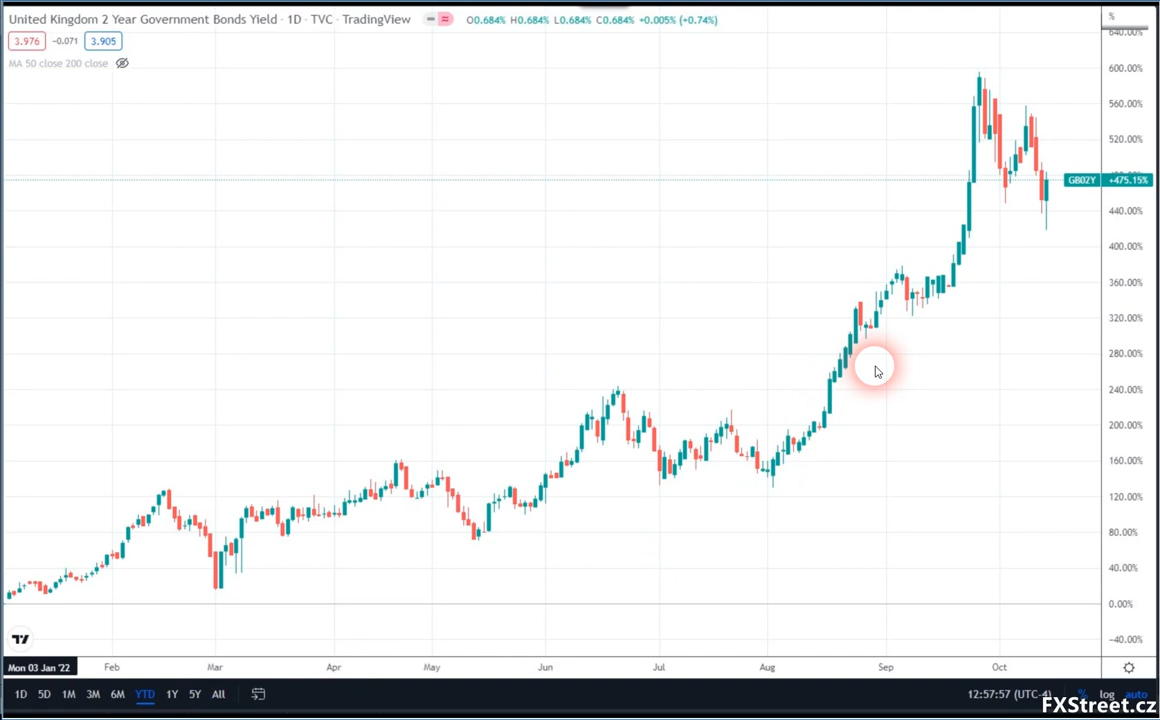 United Kingdom 2 Year Government Bonds Yield · 1D · TVC · TradingView O0.684% H0.684% L0.684% C0.684% +0.005% (+0.74%)
3.976 −0.071 3.905
MA 50 close 200 close
%
640.00%
600.00%
560.00%
520.00%
GB02Y +475.15%
440.00%
400.00%
360.00%
320.00%
280.00%
240.00%
200.00%
160.00%
120.00%
80.00%
40.00%
0.00%
−40.00%
Mon 03 Jan '22 Feb Mar Apr May Jun Jul Aug Sep Oct
1D 5D 1M 3M 6M YTD 1Y 5Y All 12:57:57 (UTC-4) % log auto
FXStreet.cz